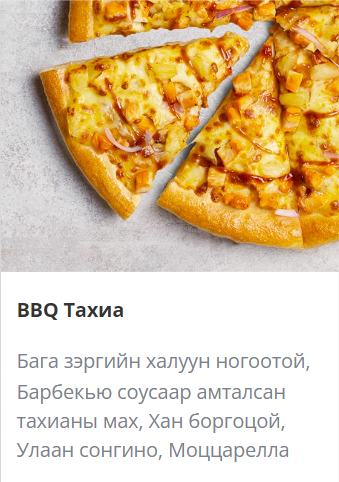 BBQ Тахиа
Бага зэргийн халуун ногоотой,
Барбекью соусаар амталсан
тахианы мах, Хан боргоцой,
Улаан сонгино, Моццарелла